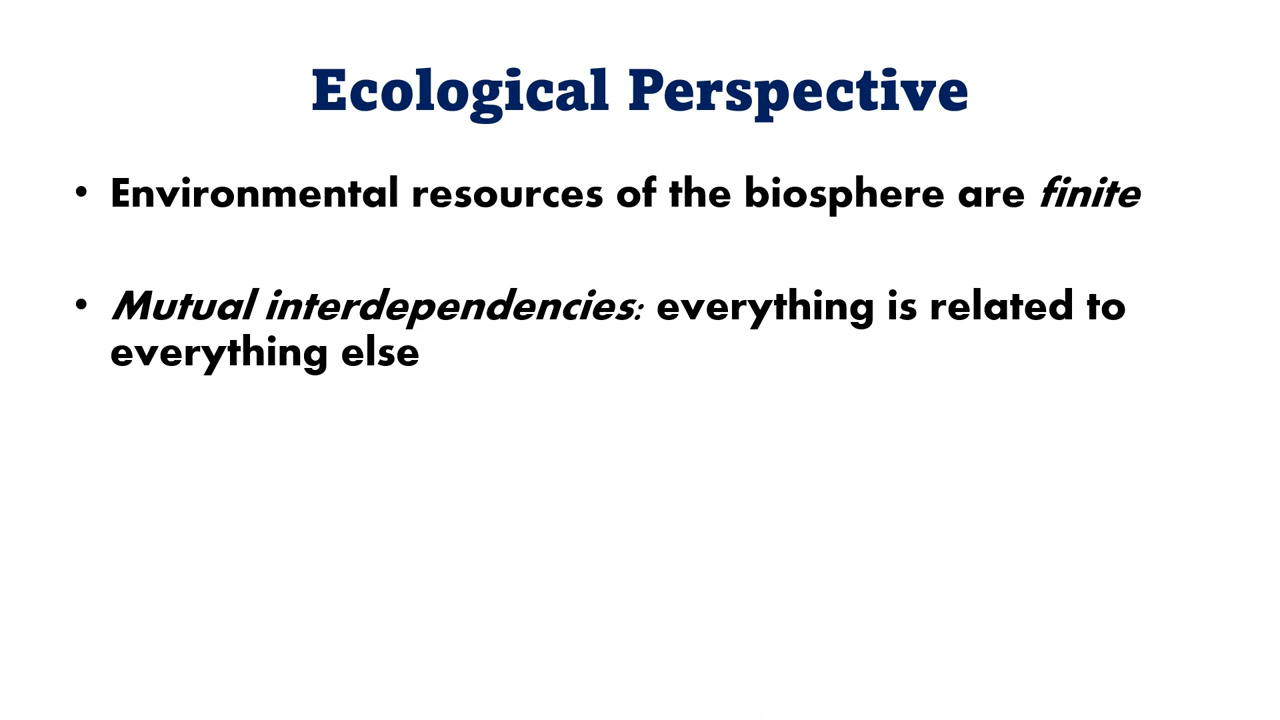 Ecological Perspective
• Environmental resources of the biosphere are finite
• Mutual interdependencies: everything is related to
everything else